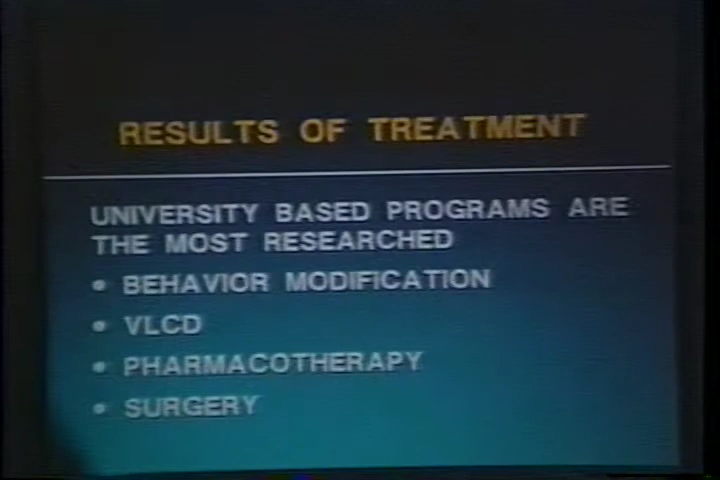 RESULTS OF TREATMENT
UNIVERSITY BASED PROGRAMS ARE
THE MOST RESEARCHED
• BEHAVIOR MODIFICATION
• VLCD
• PHARMACOTHERAPY
• SURGERY